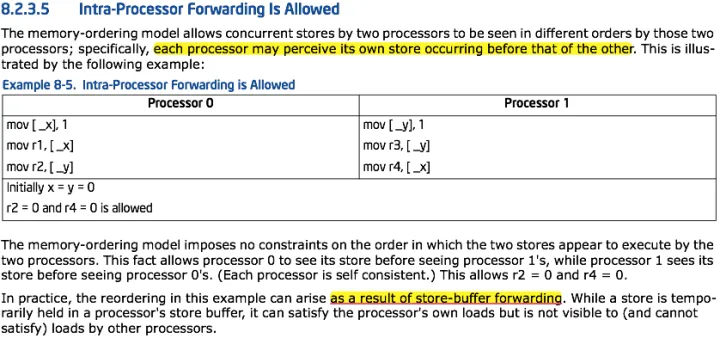 8.2.3.5 Intra-Processor Forwarding Is Allowed
The memory-ordering model allows concurrent stores by two processors to be seen in different orders by those two
processors; specifically, each processor may perceive its own store occurring before that of the other. This is illus-
trated by the following example:
Example 8-5. Intra-Processor Forwarding is Allowed
Processor 0 Processor 1
mov [ _x], 1 mov [ _y], 1
mov r1, [ _x] mov r3, [ _y]
mov r2, [ _y] mov r4, [ _x]
Initially x = y = 0
r2 = 0 and r4 = 0 is allowed
The memory-ordering model imposes no constraints on the order in which the two stores appear to execute by the
two processors. This fact allows processor 0 to see its store before seeing processor 1's, while processor 1 sees its
store before seeing processor 0's. (Each processor is self consistent.) This allows r2 = 0 and r4 = 0.
In practice, the reordering in this example can arise as a result of store-buffer forwarding. While a store is tempo-
rarily held in a processor's store buffer, it can satisfy the processor's own loads but is not visible to (and cannot
satisfy) loads by other processors.